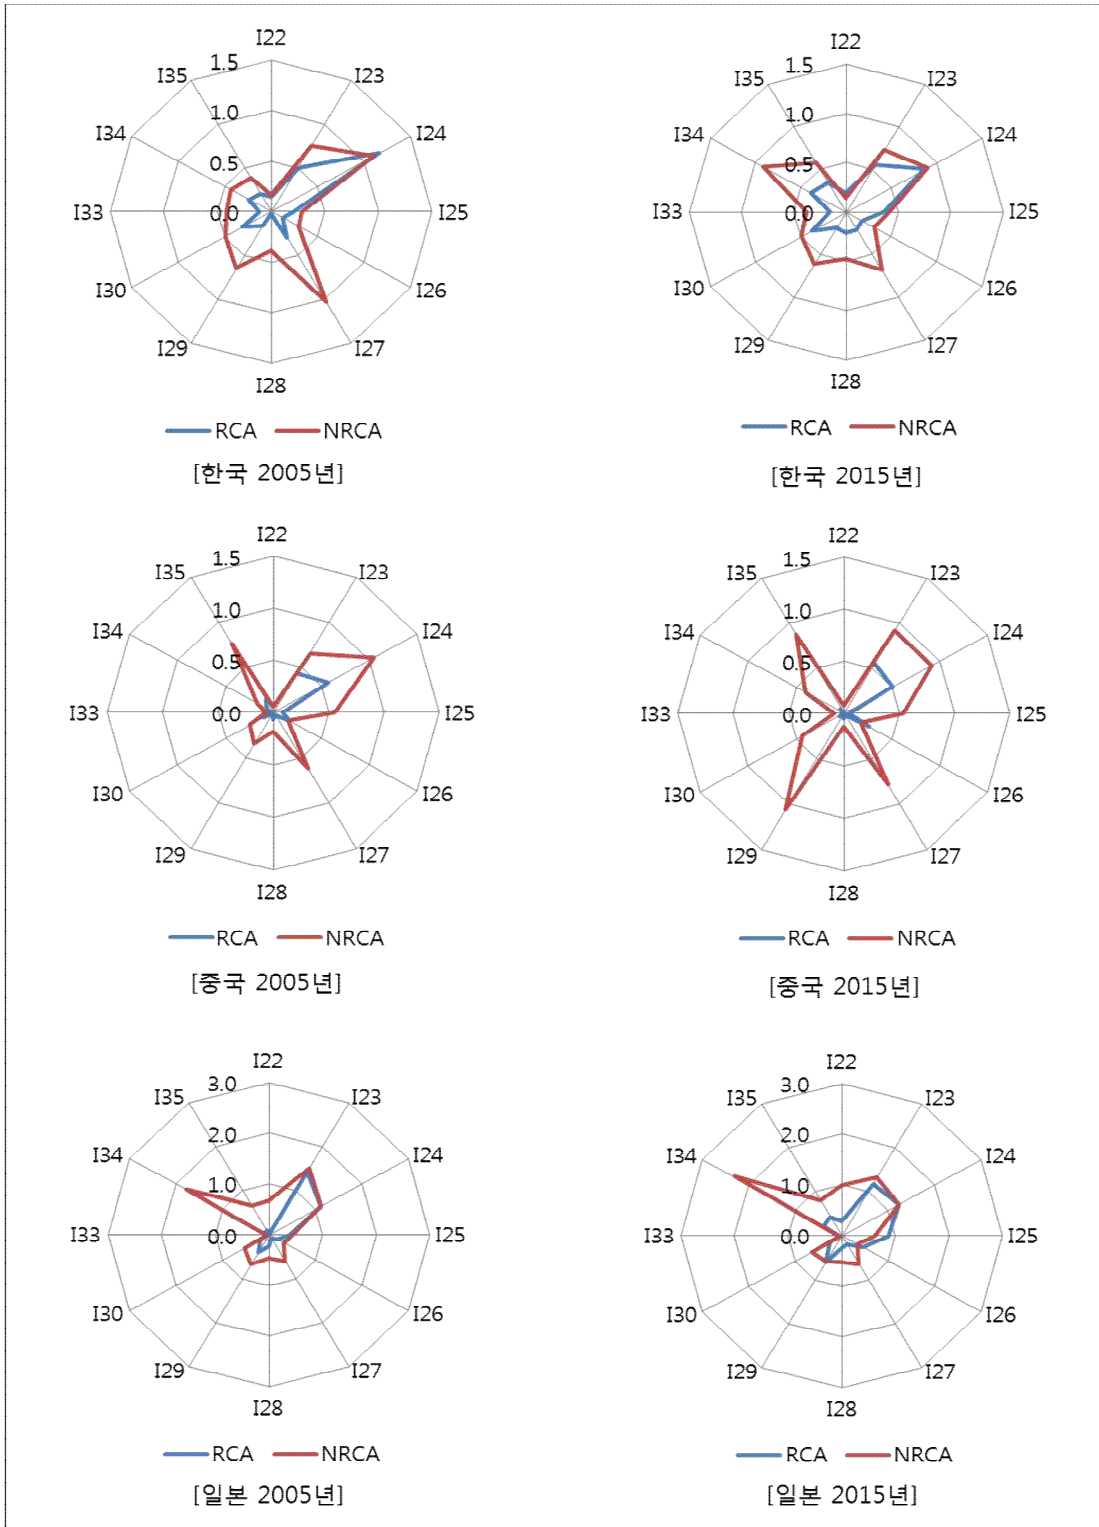 I22
1.5
I35
I23
1.0
I34
I24
0.5
I33
0.0
I25
I30
I26
I29
I27
I28
RCA NRCA
[한국 2005년]
I22
1.5
I35
I23
1.0
I34
I24
0.5
I33
0.0
I25
I30
I26
I29
I27
I28
RCA NRCA
[한국 2015년]
I22
1.5
I35
I23
1.0
I34
I24
0.5
I33
0.0
I25
I30
I26
I29
I27
I28
RCA NRCA
[중국 2005년]
I22
1.5
I35
I23
1.0
I34
I24
0.5
I33
0.0
I25
I30
I26
I29
I27
I28
RCA NRCA
[중국 2015년]
I22
3.0
I35
I23
2.0
I34
I24
1.0
I33
0.0
I25
I30
I26
I29
I27
I28
RCA NRCA
[일본 2005년]
I22
3.0
I35
I23
2.0
I34
I24
1.0
I33
0.0
I25
I30
I26
I29
I27
I28
RCA NRCA
[일본 2015년]